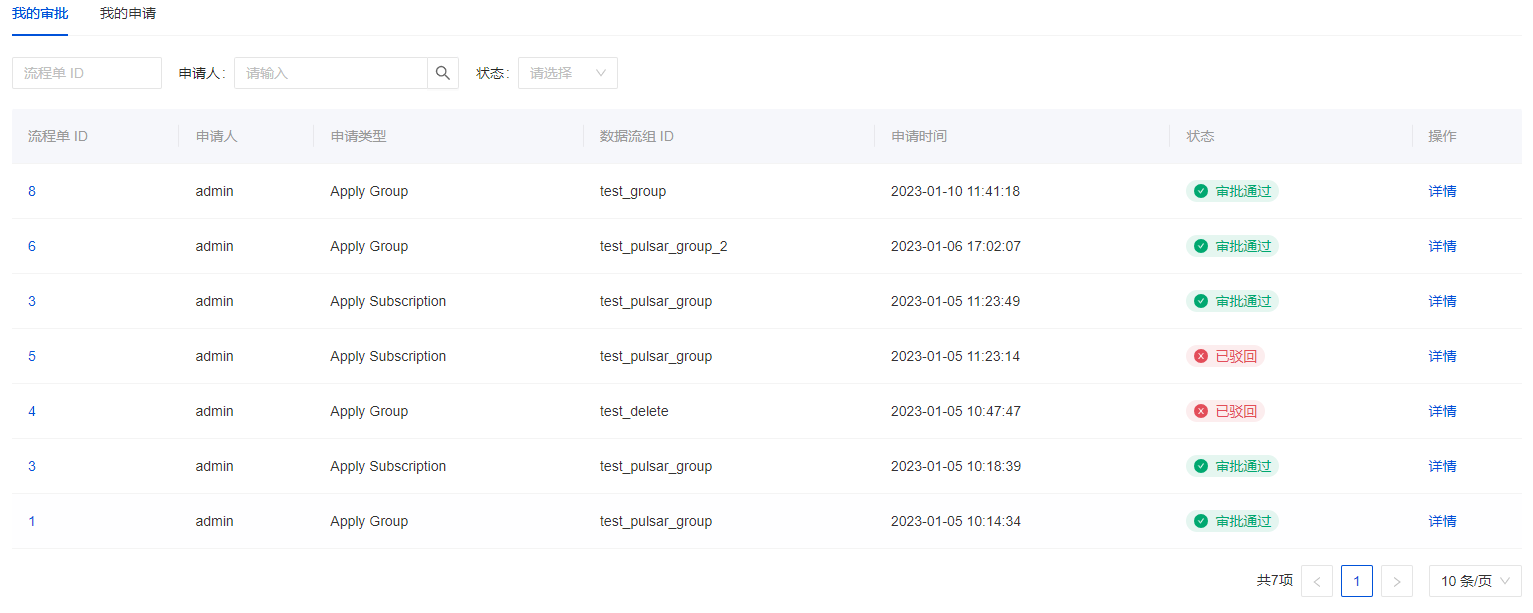 我的审批 我的申请
流程单 ID 申请人: 请输入 状态: 请选择
流程单 ID 申请人 申请类型 数据流组 ID 申请时间 状态 操作
8 admin Apply Group test_group 2023-01-10 11:41:18 审批通过 详情
6 admin Apply Group test_pulsar_group_2 2023-01-06 17:02:07 审批通过 详情
3 admin Apply Subscription test_pulsar_group 2023-01-05 11:23:49 审批通过 详情
5 admin Apply Subscription test_pulsar_group 2023-01-05 11:23:14 已驳回 详情
4 admin Apply Group test_delete 2023-01-05 10:47:47 已驳回 详情
3 admin Apply Subscription test_pulsar_group 2023-01-05 10:18:39 审批通过 详情
1 admin Apply Group test_pulsar_group 2023-01-05 10:14:34 审批通过 详情
共7项 < 1 > 10 条/页